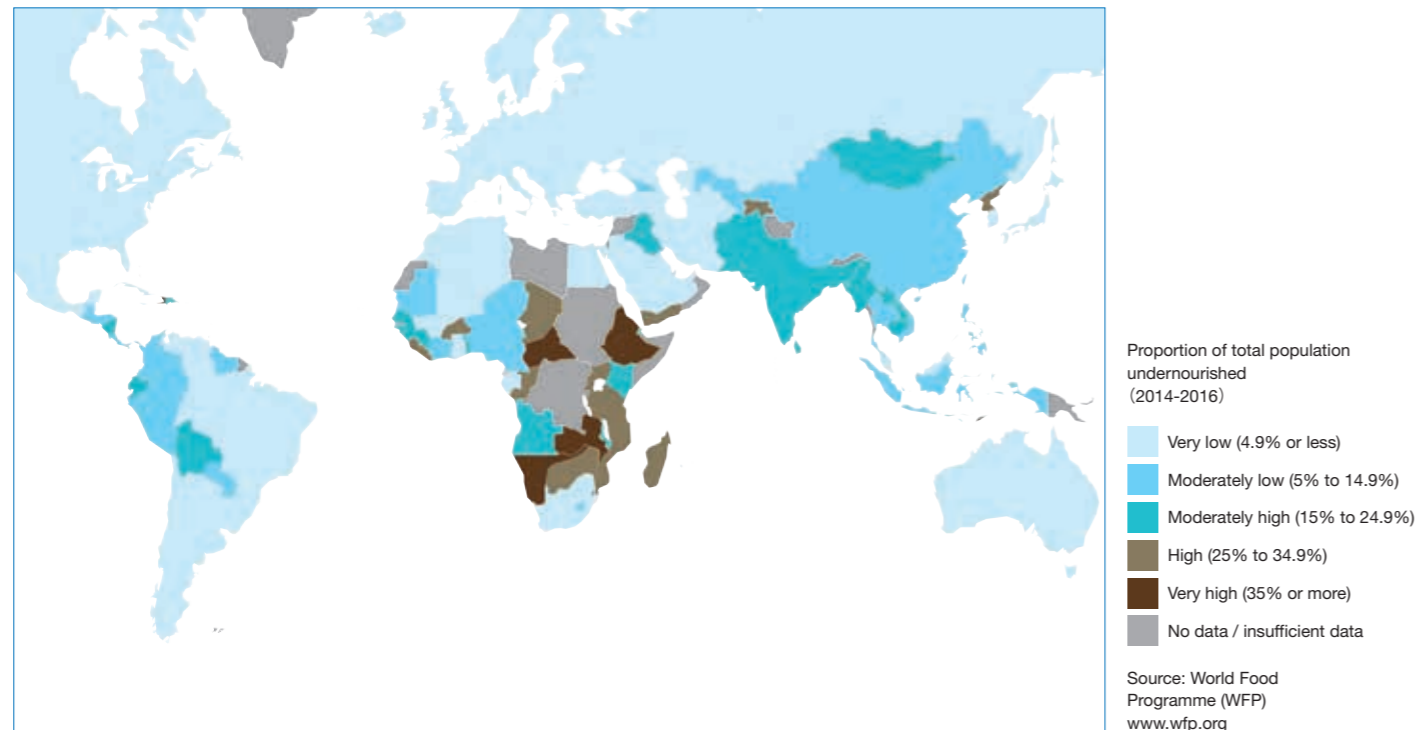 Proportion of total population
undernourished
（2014-2016）
Very low (4.9% or less)
Moderately low (5% to 14.9%)
Moderately high (15% to 24.9%)
High (25% to 34.9%)
Very high (35% or more)
No data / insufficient data
Source: World Food
Programme (WFP)
www.wfp.org